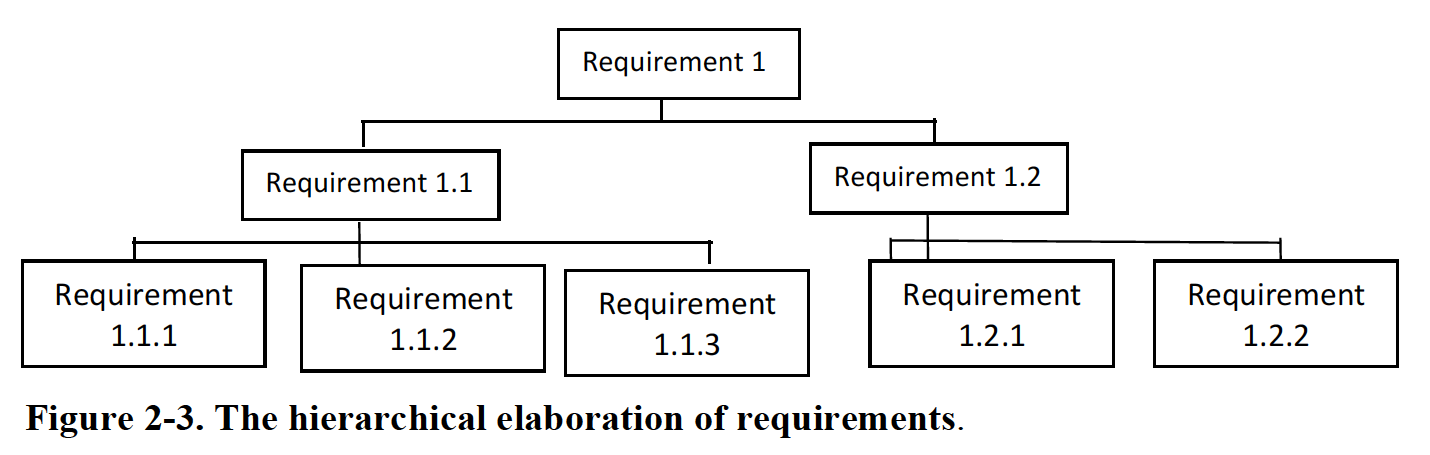 Requirement 1
Requirement 1.1
Requirement 1.2
Requirement
1.1.1
Requirement
1.1.2
Requirement
1.1.3
Requirement
1.2.1
Requirement
1.2.2
Figure 2-3. The hierarchical elaboration of requirements.